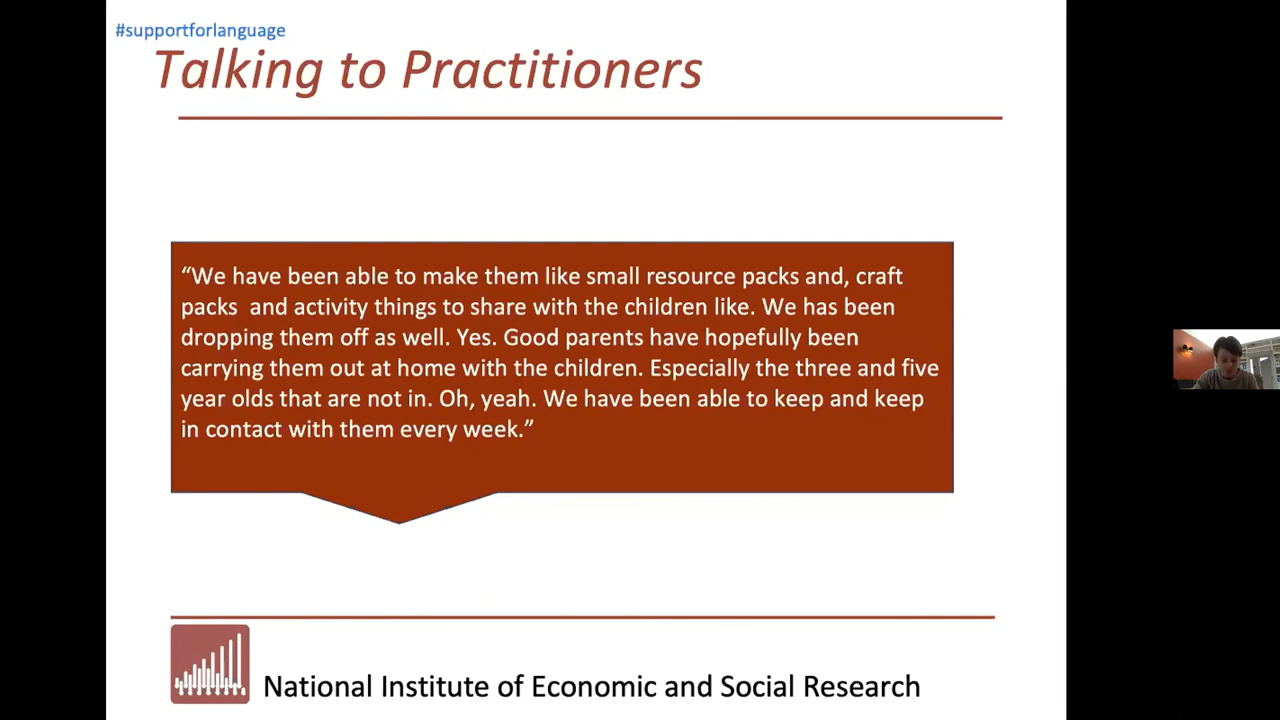 #supportforlanguage
Talking to Practitioners
“We have been able to make them like small resource packs and, craft
packs  and activity things to share with the children like. We has been
dropping them off as well. Yes. Good parents have hopefully been
carrying them out at home with the children. Especially the three and five
year olds that are not in. Oh, yeah. We have been able to keep and keep
in contact with them every week.”
National Institute of Economic and Social Research